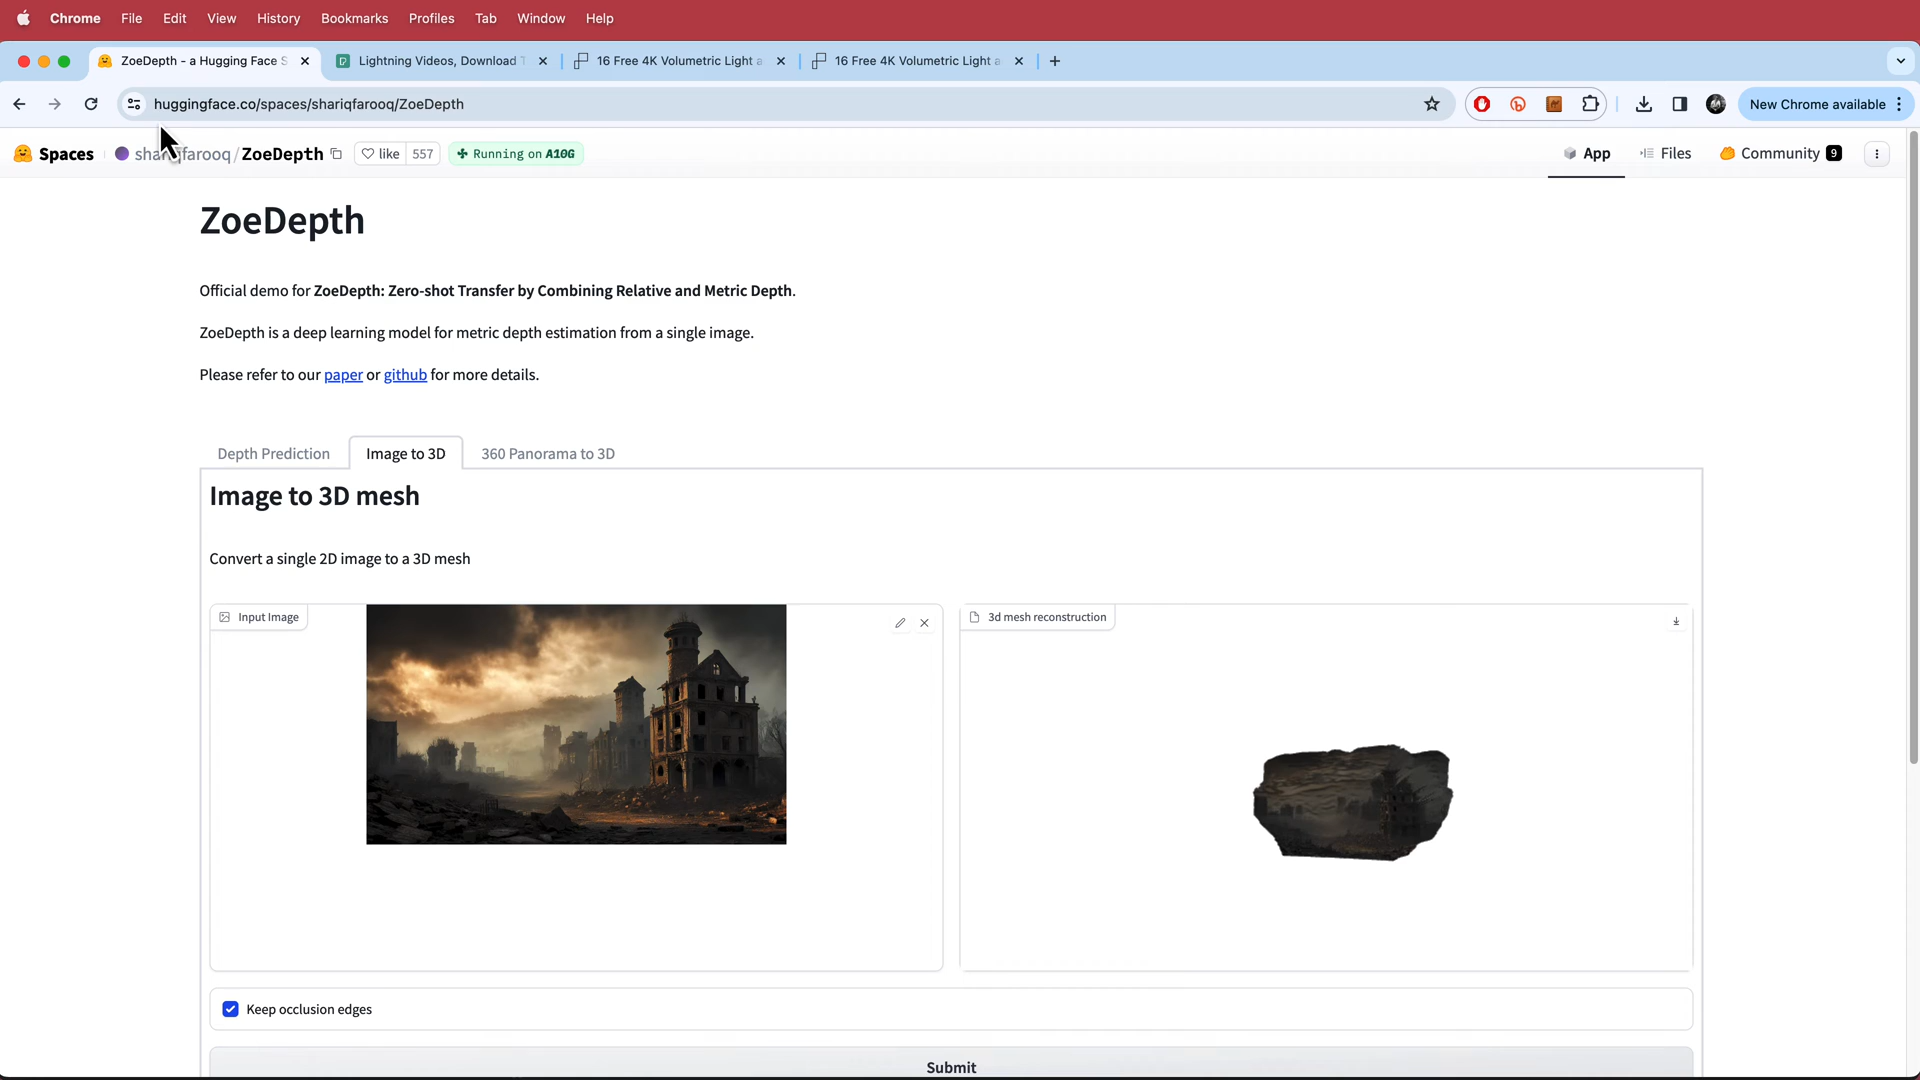 Chrome File Edit View History Bookmarks Profiles Tab Window Help
ZoeDepth - a Hugging Face S Lightning Videos, Download T 16 Free 4K Volumetric Light a 16 Free 4K Volumetric Light a
huggingface.co/spaces/shariqfarooq/ZoeDepth New Chrome available
Spaces shariqfarooq/ZoeDepth like 557 Running on A10G App Files Community 9
ZoeDepth
Official demo for ZoeDepth: Zero-shot Transfer by Combining Relative and Metric Depth.
ZoeDepth is a deep learning model for metric depth estimation from a single image.
Please refer to our paper or github for more details.
Depth Prediction Image to 3D 360 Panorama to 3D
Image to 3D mesh
Convert a single 2D image to a 3D mesh
Input Image 3d mesh reconstruction
Keep occlusion edges
Submit